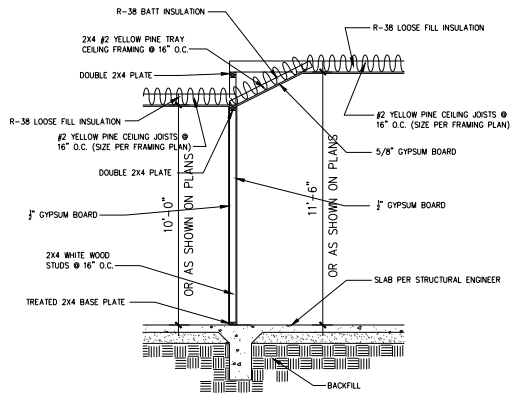 R-38 BATT INSULATION
R-38 LOOSE FILL INSULATION
2X4 #2 YELLOW PINE TRAY
CEILING FRAMING @ 16" O.C.
DOUBLE 2X4 PLATE
R-38 LOOSE FILL INSULATION
#2 YELLOW PINE CEILING JOISTS @
16" O.C. (SIZE PER FRAMING PLAN)
#2 YELLOW PINE CEILING JOISTS @
16" O.C. (SIZE PER FRAMING PLAN)
5/8" GYPSUM BOARD
DOUBLE 2X4 PLATE
10'-0"
OR AS SHOWN ON PLANS
11'-6"
OR AS SHOWN ON PLANS
½" GYPSUM BOARD
½" GYPSUM BOARD
2X4 WHITE WOOD
STUDS @ 16" O.C.
SLAB PER STRUCTURAL ENGINEER
TREATED 2X4 BASE PLATE
BACKFILL